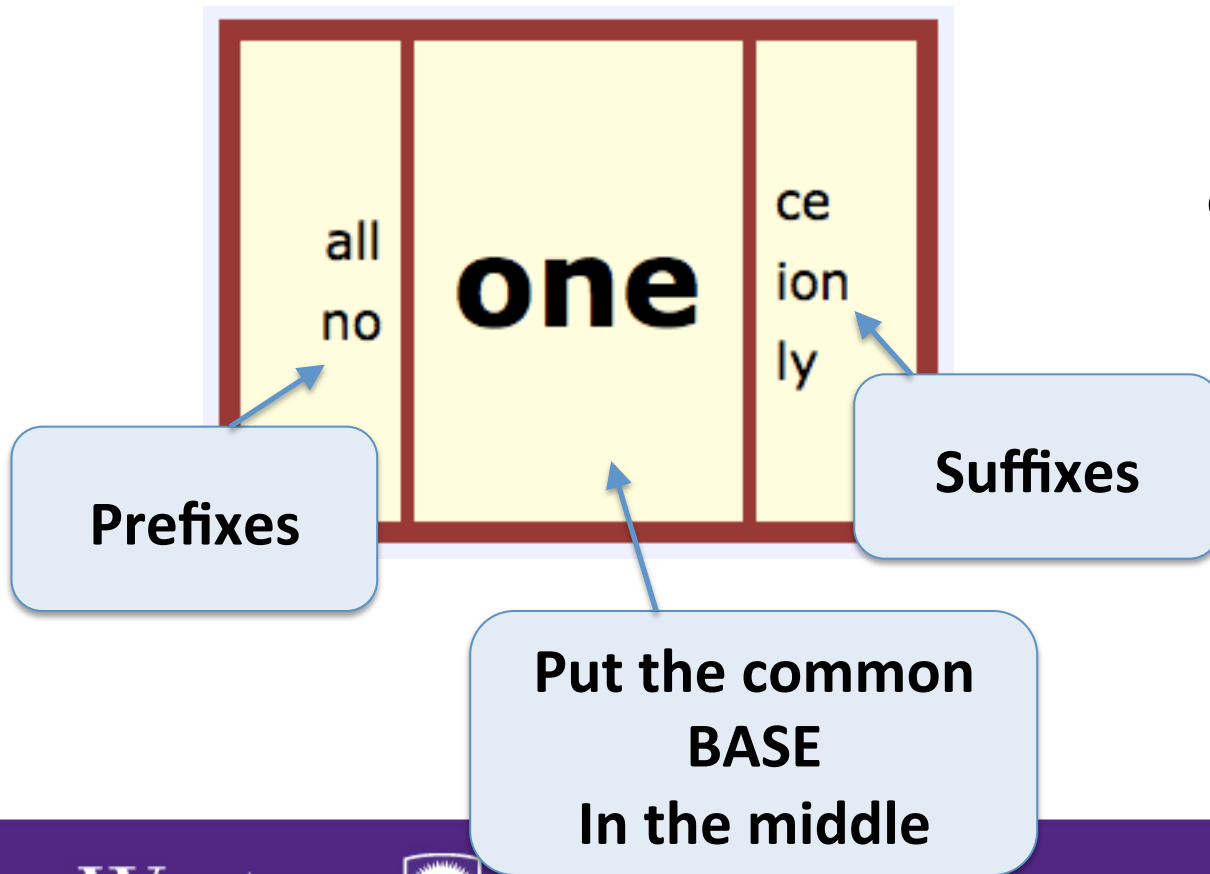 all
no
one
ce
ion
ly
Prefixes
Suffixes
Put the common
BASE
In the middle